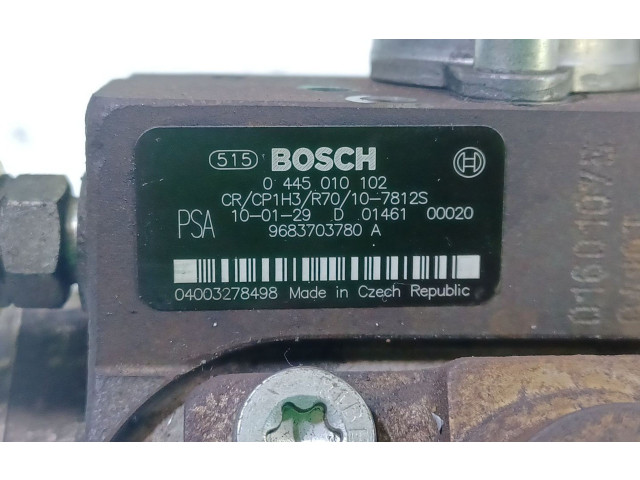 515 BOSCH
0 445 010 102
CR/CP1H3/R70/10-7812S
10-01-29 D 01461 00020
PSA 9683703780 A
04003278498 Made in Czech Republic